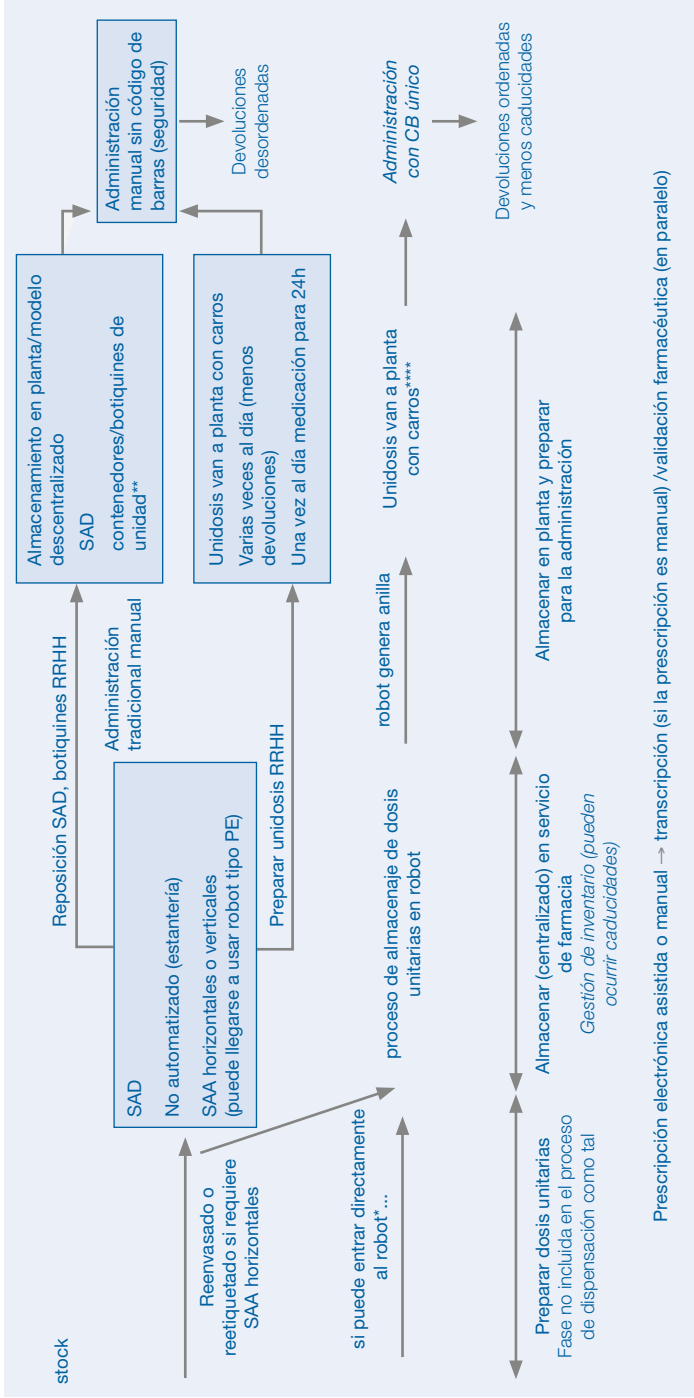 stock
Reenvasado o
reetiquetado si requiere
SAA horizontales
si puede entrar directamente
al robot*...
Preparar dosis unitarias
Fase no incluida en el proceso
de dispensación como tal
SAD
No automatizado (estantería)
SAA horizontales o verticales
(puede llegarse a usar robot tipo PE)
proceso de almacenaje de dosis
unitarias en robot
Almacenar (centralizado) en servicio
de farmacia
Gestión de inventario (pueden
ocurrir caducidades)
Reposición SAD, botiquines RRHH
Administración
tradicional manual
Preparar unidosis RRHH
robot genera anilla
Almacenamiento en planta/modelo
descentralizado
SAD
contenedores/botiquines de
unidad**
Unidosis van a planta con carros
Varias veces al día (menos
devoluciones)
Una vez al día medicación para 24h
Unidosis van a planta
con carros****
Almacenar en planta y preparar
para la administración
Administración
manual sin código de
barras (seguridad)
Devoluciones
desordenadas
Administración
con CB único
Devoluciones ordenadas
y menos caducidades
Prescripción electrónica asistida o manual → transcripción (si la prescripción es manual) /validación farmacéutica (en paralelo)